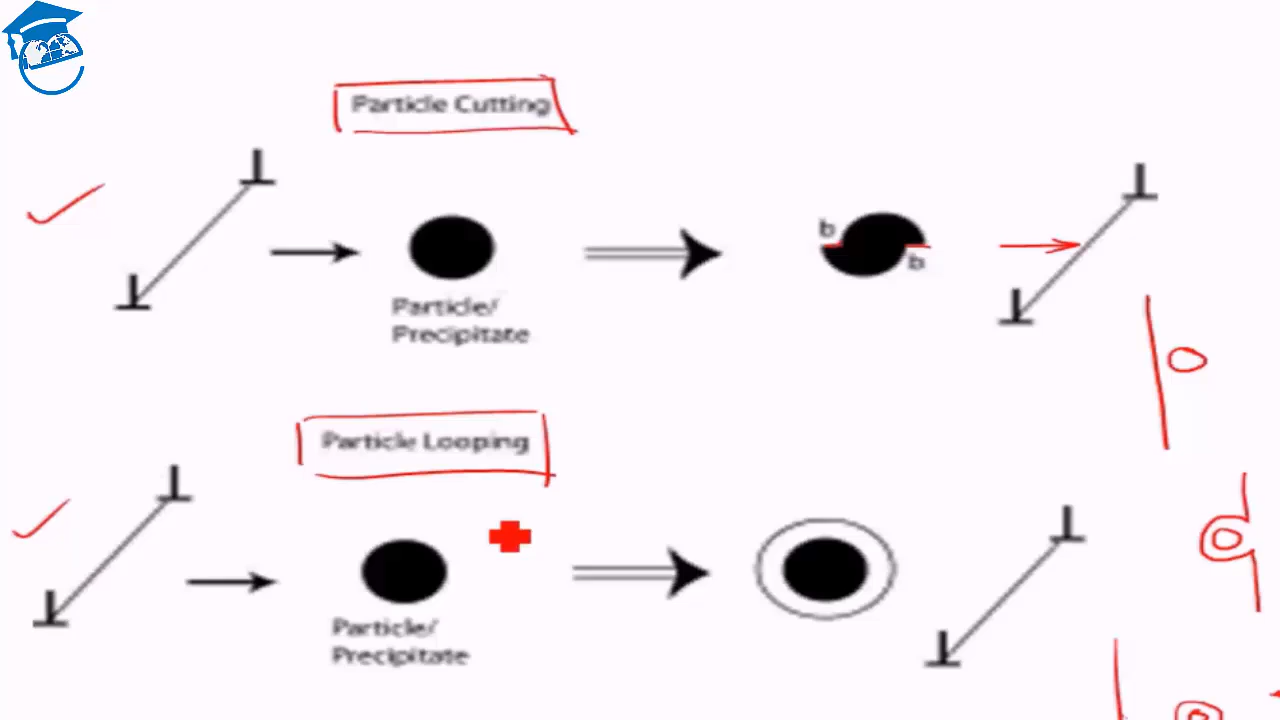 Particle Cutting
b
b
Particle/
Precipitate
Particle Looping
Particle/
Precipitate